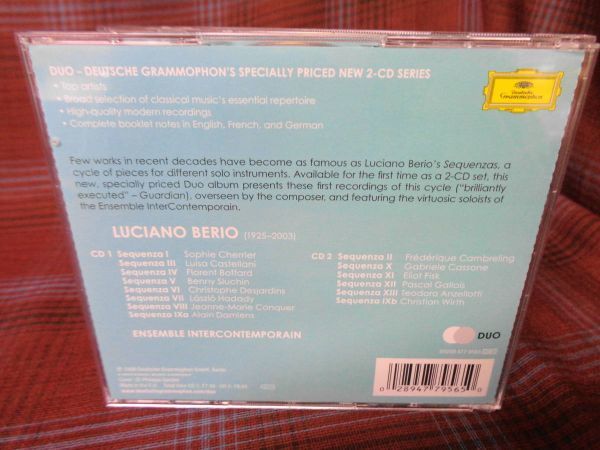 DUO – DEUTSCHE GRAMMOPHON'S SPECIALLY PRICED NEW 2-CD SERIES
• Top artists
• Broad selection of classical music's essential repertoire
• High-quality modern recordings
• Complete booklet notes in English, French, and German
Deutsche
Grammophon
Few works in recent decades have become as famous as Luciano Berio's Sequenzas, a
cycle of pieces for different solo instruments. Available for the first time as a 2-CD set, this
new, specially priced Duo album presents these first recordings of this cycle ("brilliantly
executed" – Guardian), overseen by the composer, and featuring the virtuosic soloists of
the Ensemble InterContemporain.
LUCIANO BERIO (1925–2003)
CD 1 Sequenza I Sophie Cherrier
Sequenza III Luisa Castellani
Sequenza IV Florent Boffard
Sequenza V Benny Sluchin
Sequenza VI Christophe Desjardins
Sequenza VII László Hadady
Sequenza VIII Jeanne-Marie Conquer
Sequenza IXa Alain Damiens
CD 2 Sequenza II Frédérique Cambreling
Sequenza X Gabriele Cassone
Sequenza XI Eliot Fisk
Sequenza XII Pascal Gallois
Sequenza XIII Teodoro Anzellotti
Sequenza IXb Christian Wirth
ENSEMBLE INTERCONTEMPORAIN
DUO
0 28947 79565